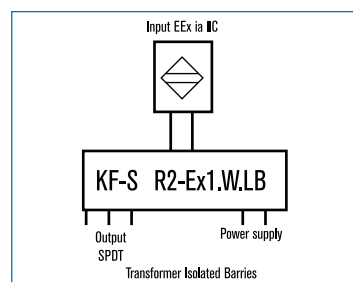 Input EEx ia IIC
KF-S R2-Ex1.W.LB
Output
SPDT
Power supply
Transformer Isolated Barries